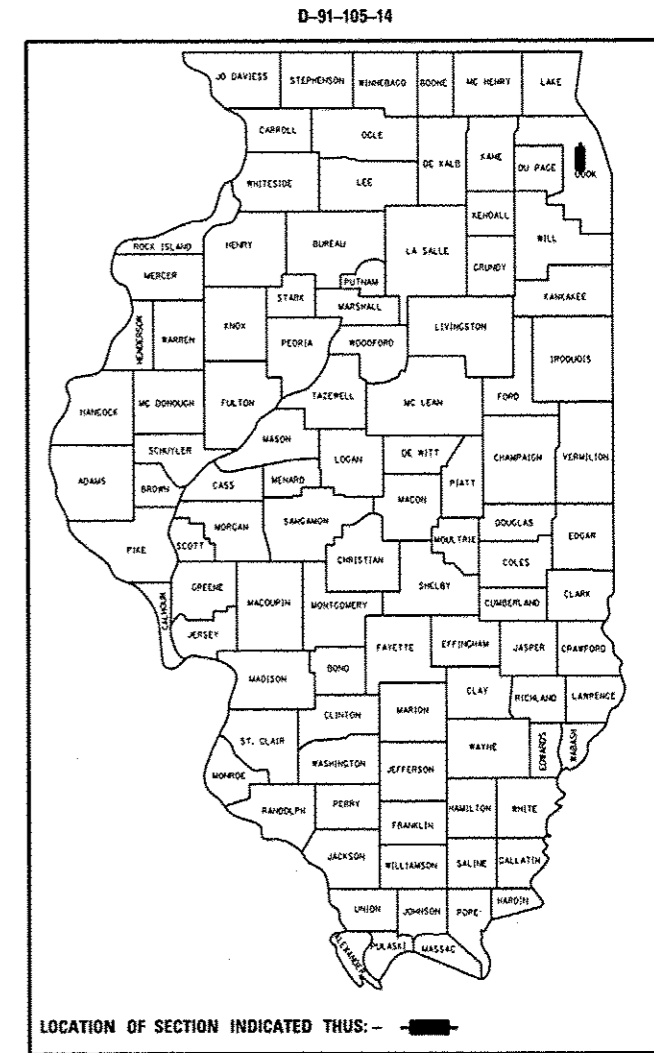 D-91-105-14
JO DAVIESS STEPHENSON WINNEBAGO BOONE MC HENRY LAKE
CARROLL OGLE
DE KALB KANE DU PAGE COOK
WHITESIDE LEE
KENDALL WILL
ROCK ISLAND HENRY BUREAU LA SALLE
MERCER PUTNAM GRUNDY
STARK MARSHALL KANKAKEE
HENDERSON WARREN KNOX LIVINGSTON
PEORIA WOODFORD IROQUOIS
HANCOCK MC DONOUGH FULTON TAZEWELL MC LEAN FORD
SCHUYLER MASON
ADAMS BROWN CASS MENARD LOGAN DE WITT PIATT CHAMPAIGN VERMILION
MACON
PIKE SCOTT MORGAN SANGAMON MOULTRIE DOUGLAS EDGAR
CHRISTIAN COLES
CALHOUN GREENE SHELBY
MACOUPIN MONTGOMERY CUMBERLAND CLARK
JERSEY
FAYETTE EFFINGHAM JASPER CRAWFORD
MADISON BOND
CLAY RICHLAND LAWRENCE
CLINTON MARION
ST. CLAIR WAYNE EDWARDS WABASH
MONROE WASHINGTON JEFFERSON
RANDOLPH PERRY HAMILTON WHITE
FRANKLIN
JACKSON WILLIAMSON SALINE GALLATIN
UNION JOHNSON POPE HARDIN
ALEXANDER PULASKI MASSAC
LOCATION OF SECTION INDICATED THUS: -